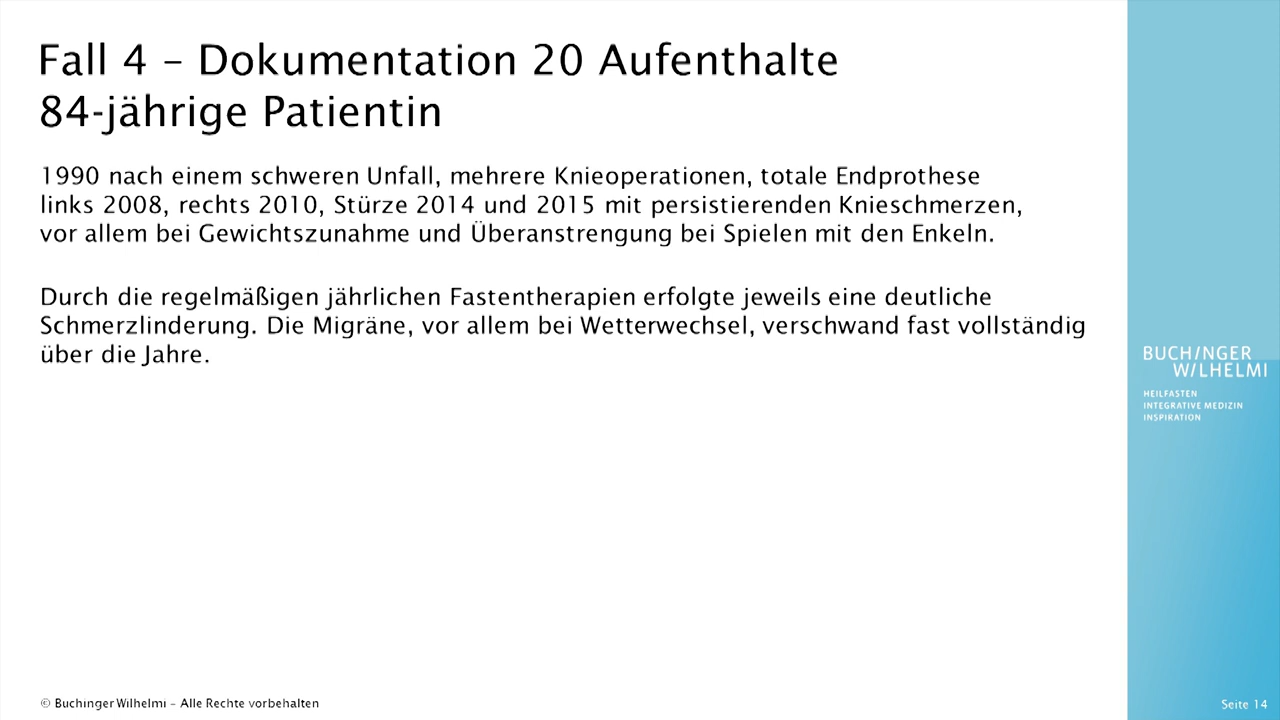 Fall 4 – Dokumentation 20 Aufenthalte
84-jährige Patientin
1990 nach einem schweren Unfall, mehrere Knieoperationen, totale Endprothese
links 2008, rechts 2010, Stürze 2014 und 2015 mit persistierenden Knieschmerzen,
vor allem bei Gewichtszunahme und Überanstrengung bei Spielen mit den Enkeln.
Durch die regelmäßigen jährlichen Fastentherapien erfolgte jeweils eine deutliche
Schmerzlinderung. Die Migräne, vor allem bei Wetterwechsel, verschwand fast vollständig
über die Jahre.
BUCHINGER
WILHELMI
HEILFASTEN
INTEGRATIVE MEDIZIN
INSPIRATION
© Buchinger Wilhelmi – Alle Rechte vorbehalten
Seite 14